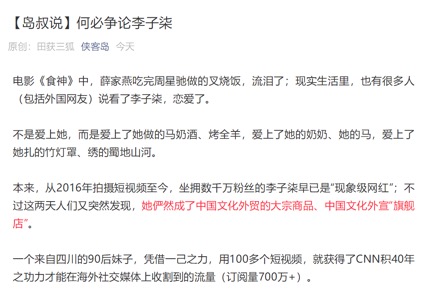 【岛叔说】何必争论李子柒
原创：田获三狐 侠客岛 今天
电影《食神》中，薛家燕吃完周星驰做的叉烧饭，流泪了；现实生活里，也有很多人
（包括外国网友）说看了李子柒，恋爱了。
不是爱上她，而是爱上了她做的马奶酒、烤全羊，爱上了她的奶奶、她的马，爱上了
她扎的竹灯罩、绣的蜀地山河。
本来，从2016年拍摄短视频至今，坐拥数千万粉丝的李子柒早已是“现象级网红”；不
过这两天人们又突然发现，她俨然成了中国文化外贸的大宗商品、中国文化外宣“旗舰
店”。
一个来自四川的90后妹子，凭借一己之力，用100多个短视频，就获得了CNN积40年
之功力才能在海外社交媒体上收割到的流量（订阅量700万+）。